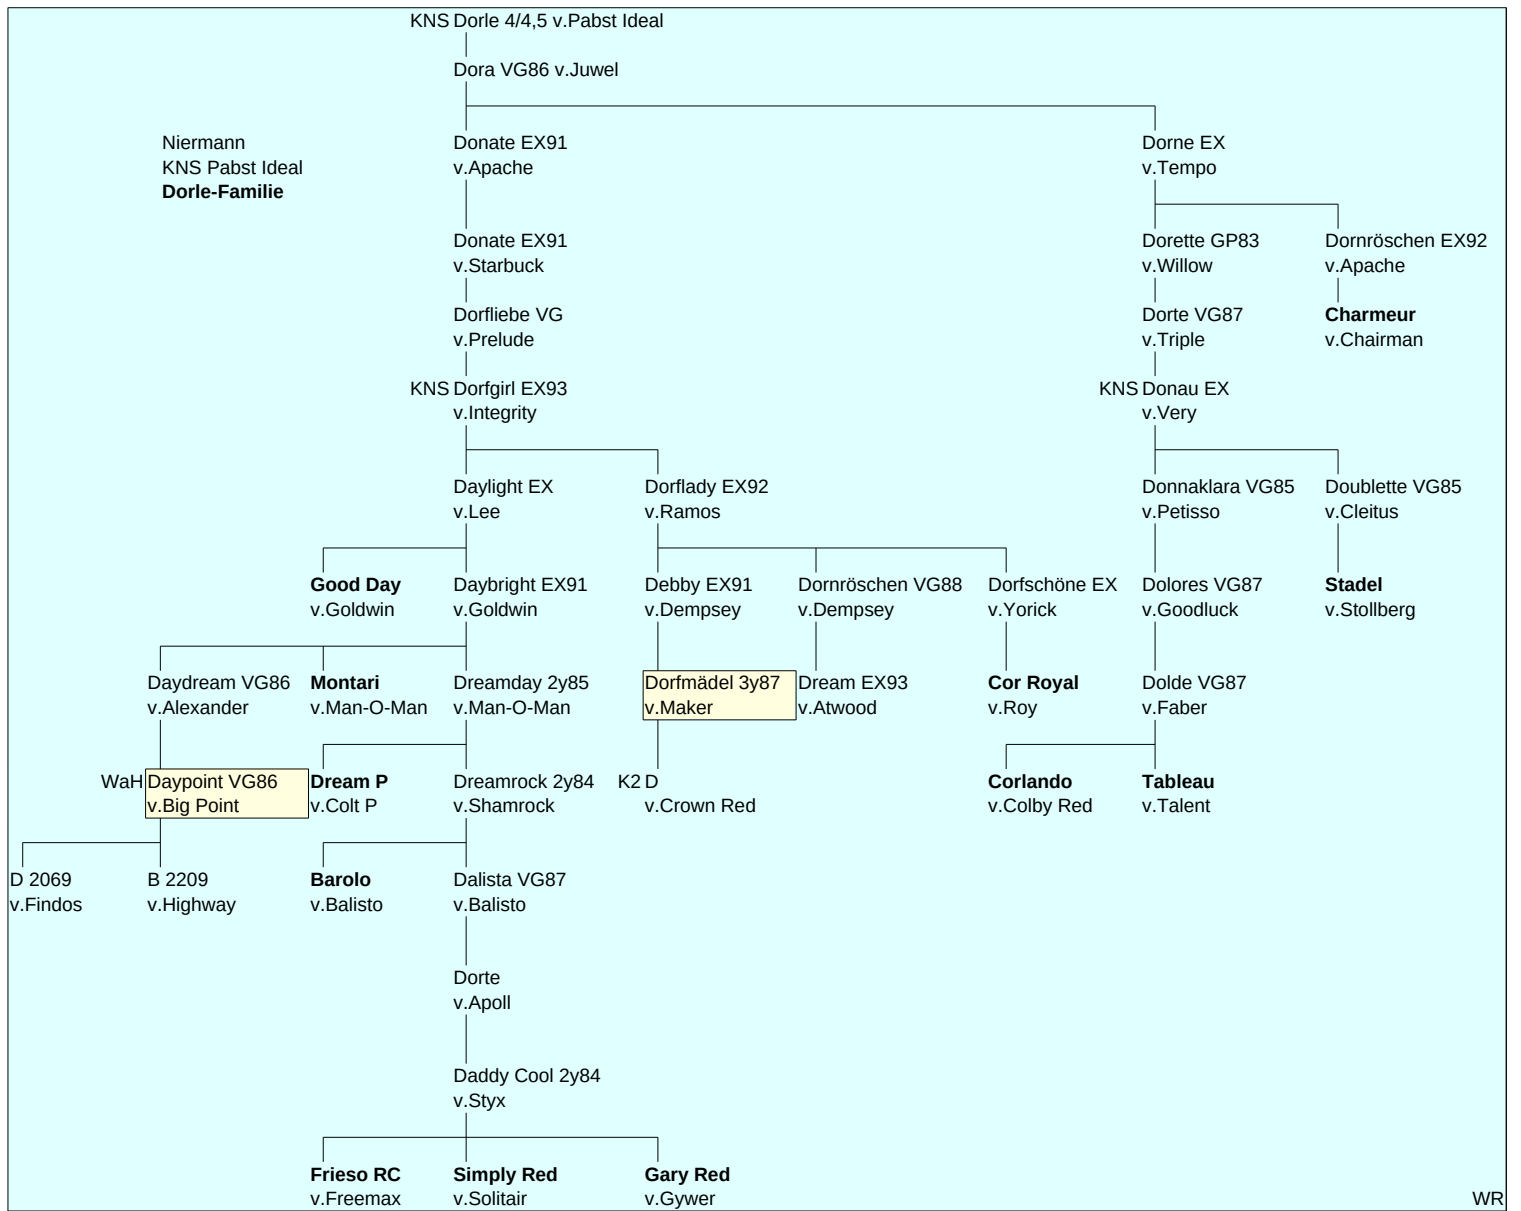 KNS Dorle 4/4,5 v.Pabst Ideal
Dora VG86 v.Juwel
Niermann
KNS Pabst Ideal
Dorle-Familie
Donate EX91
v.Apache
Dorne EX
v.Tempo
Donate EX91
v.Starbuck
Dorette GP83
v.Willow
Dornröschen EX92
v.Apache
Dorfliebe VG
v.Prelude
Dorte VG87
v.Triple
Charmeur
v.Chairman
KNS Dorfgirl EX93
v.Integrity
KNS Donau EX
v.Very
Daylight EX
v.Lee
Dorflady EX92
v.Ramos
Donnaklara VG85
v.Petisso
Doublette VG85
v.Cleitus
Good Day
v.Goldwin
Daybright EX91
v.Goldwin
Debby EX91
v.Dempsey
Dornröschen VG88
v.Dempsey
Dorfschöne EX
v.Yorick
Dolores VG87
v.Goodluck
Stadel
v.Stollberg
Daydream VG86
v.Alexander
Montari
v.Man-O-Man
Dreamday 2y85
v.Man-O-Man
Dorfmädel 3y87
v.Maker
Dream EX93
v.Atwood
Cor Royal
v.Roy
Dolde VG87
v.Faber
WaH Daypoint VG86
v.Big Point
Dream P
v.Colt P
Dreamrock 2y84
v.Shamrock
K2 D
v.Crown Red
Corlando
v.Colby Red
Tableau
v.Talent
D 2069
v.Findos
B 2209
v.Highway
Barolo
v.Balisto
Dalista VG87
v.Balisto
Dorte
v.Apoll
Daddy Cool 2y84
v.Styx
Frieso RC
v.Freemax
Simply Red
v.Solitair
Gary Red
v.Gywer
WR